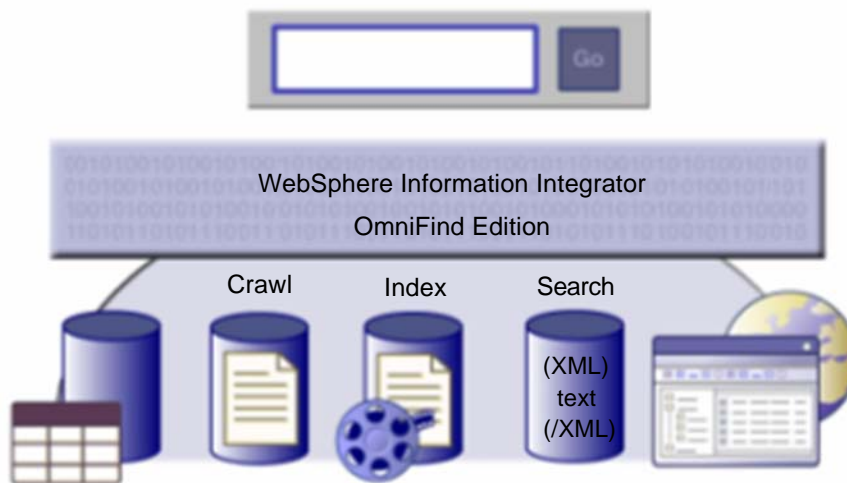 Go
WebSphere Information Integrator
OmniFind Edition
Crawl
Index
Search
(XML)
text
(/XML)